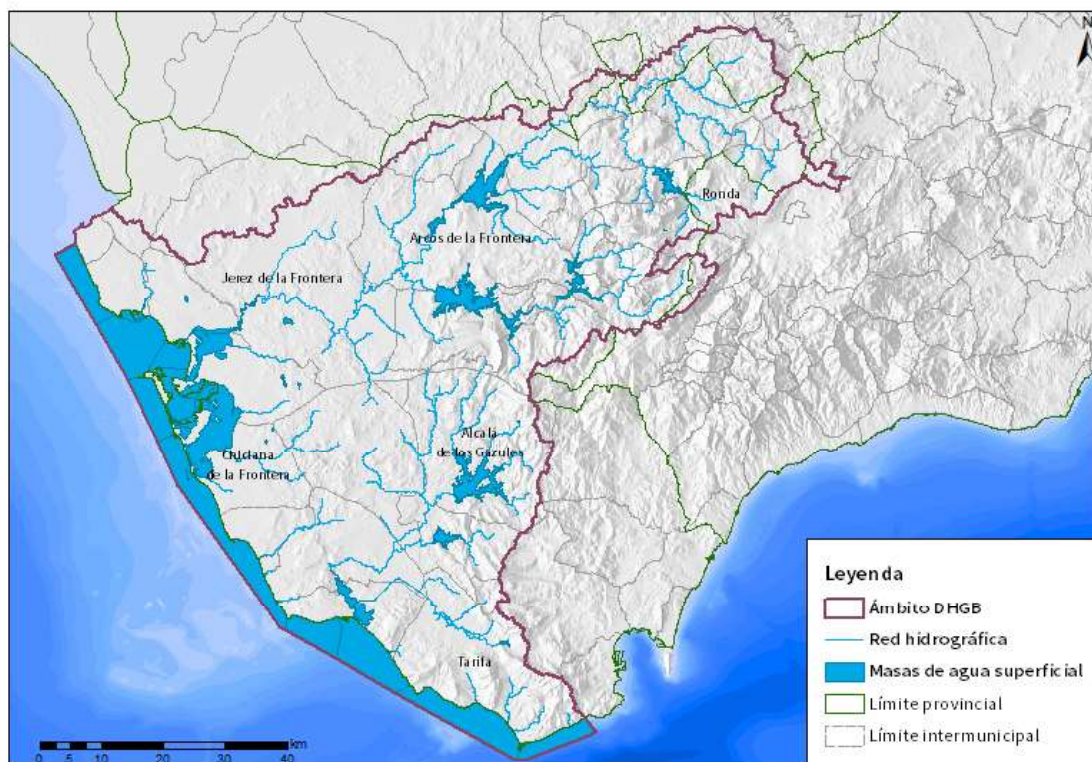 N
Ronda
Arcos de la Frontera
Jerez de la Frontera
Alcalá
de los Gazules
Chiclana
de la Frontera
Tarifa
Leyenda
Ámbito DHGB
Red hidrográfica
Masas de agua superficial
Límite provincial
Límite intermunicipal
km
0 5 10 20 30 40